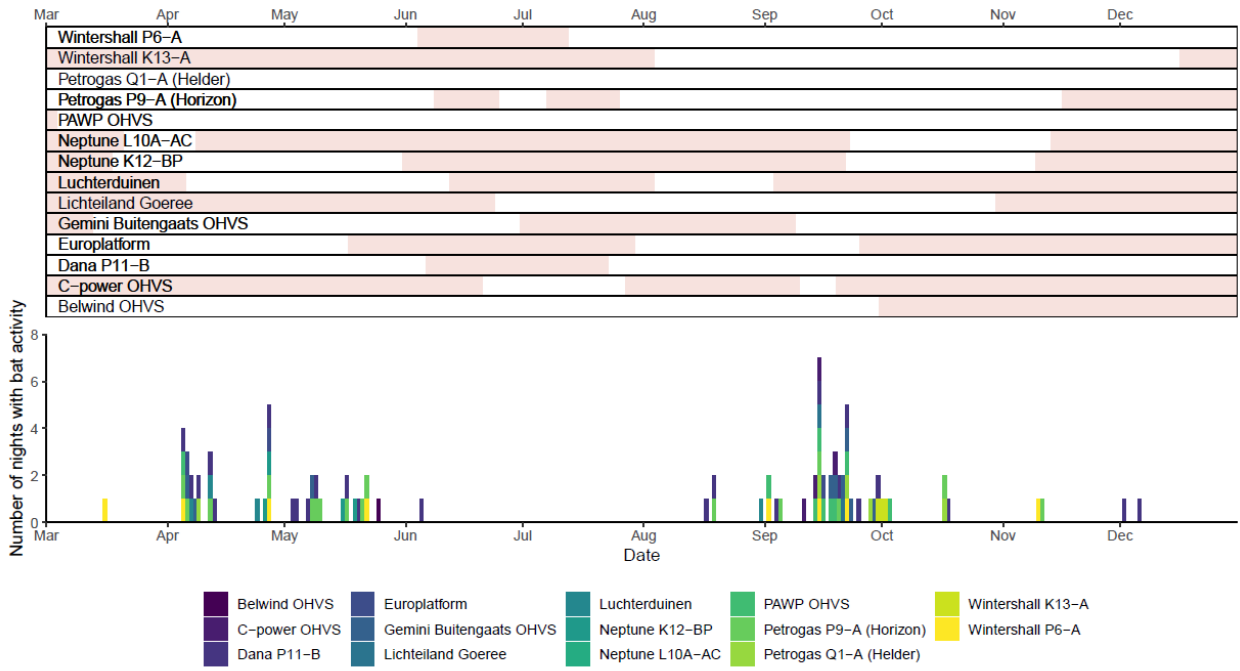 Mar Apr May Jun Jul Aug Sep Oct Nov Dec
Wintershall P6−A
Wintershall K13−A
Petrogas Q1−A (Helder)
Petrogas P9−A (Horizon)
PAWP OHVS
Neptune L10A−AC
Neptune K12−BP
Luchterduinen
Lichteiland Goeree
Gemini Buitengaats OHVS
Europlatform
Dana P11−B
C−power OHVS
Belwind OHVS
Number of nights with bat activity
8
6
4
2
0
Mar Apr May Jun Jul Aug Sep Oct Nov Dec
Date
Belwind OHVS Europlatform Luchterduinen PAWP OHVS Wintershall K13−A
C−power OHVS Gemini Buitengaats OHVS Neptune K12−BP Petrogas P9−A (Horizon) Wintershall P6−A
Dana P11−B Lichteiland Goeree Neptune L10A−AC Petrogas Q1−A (Helder)